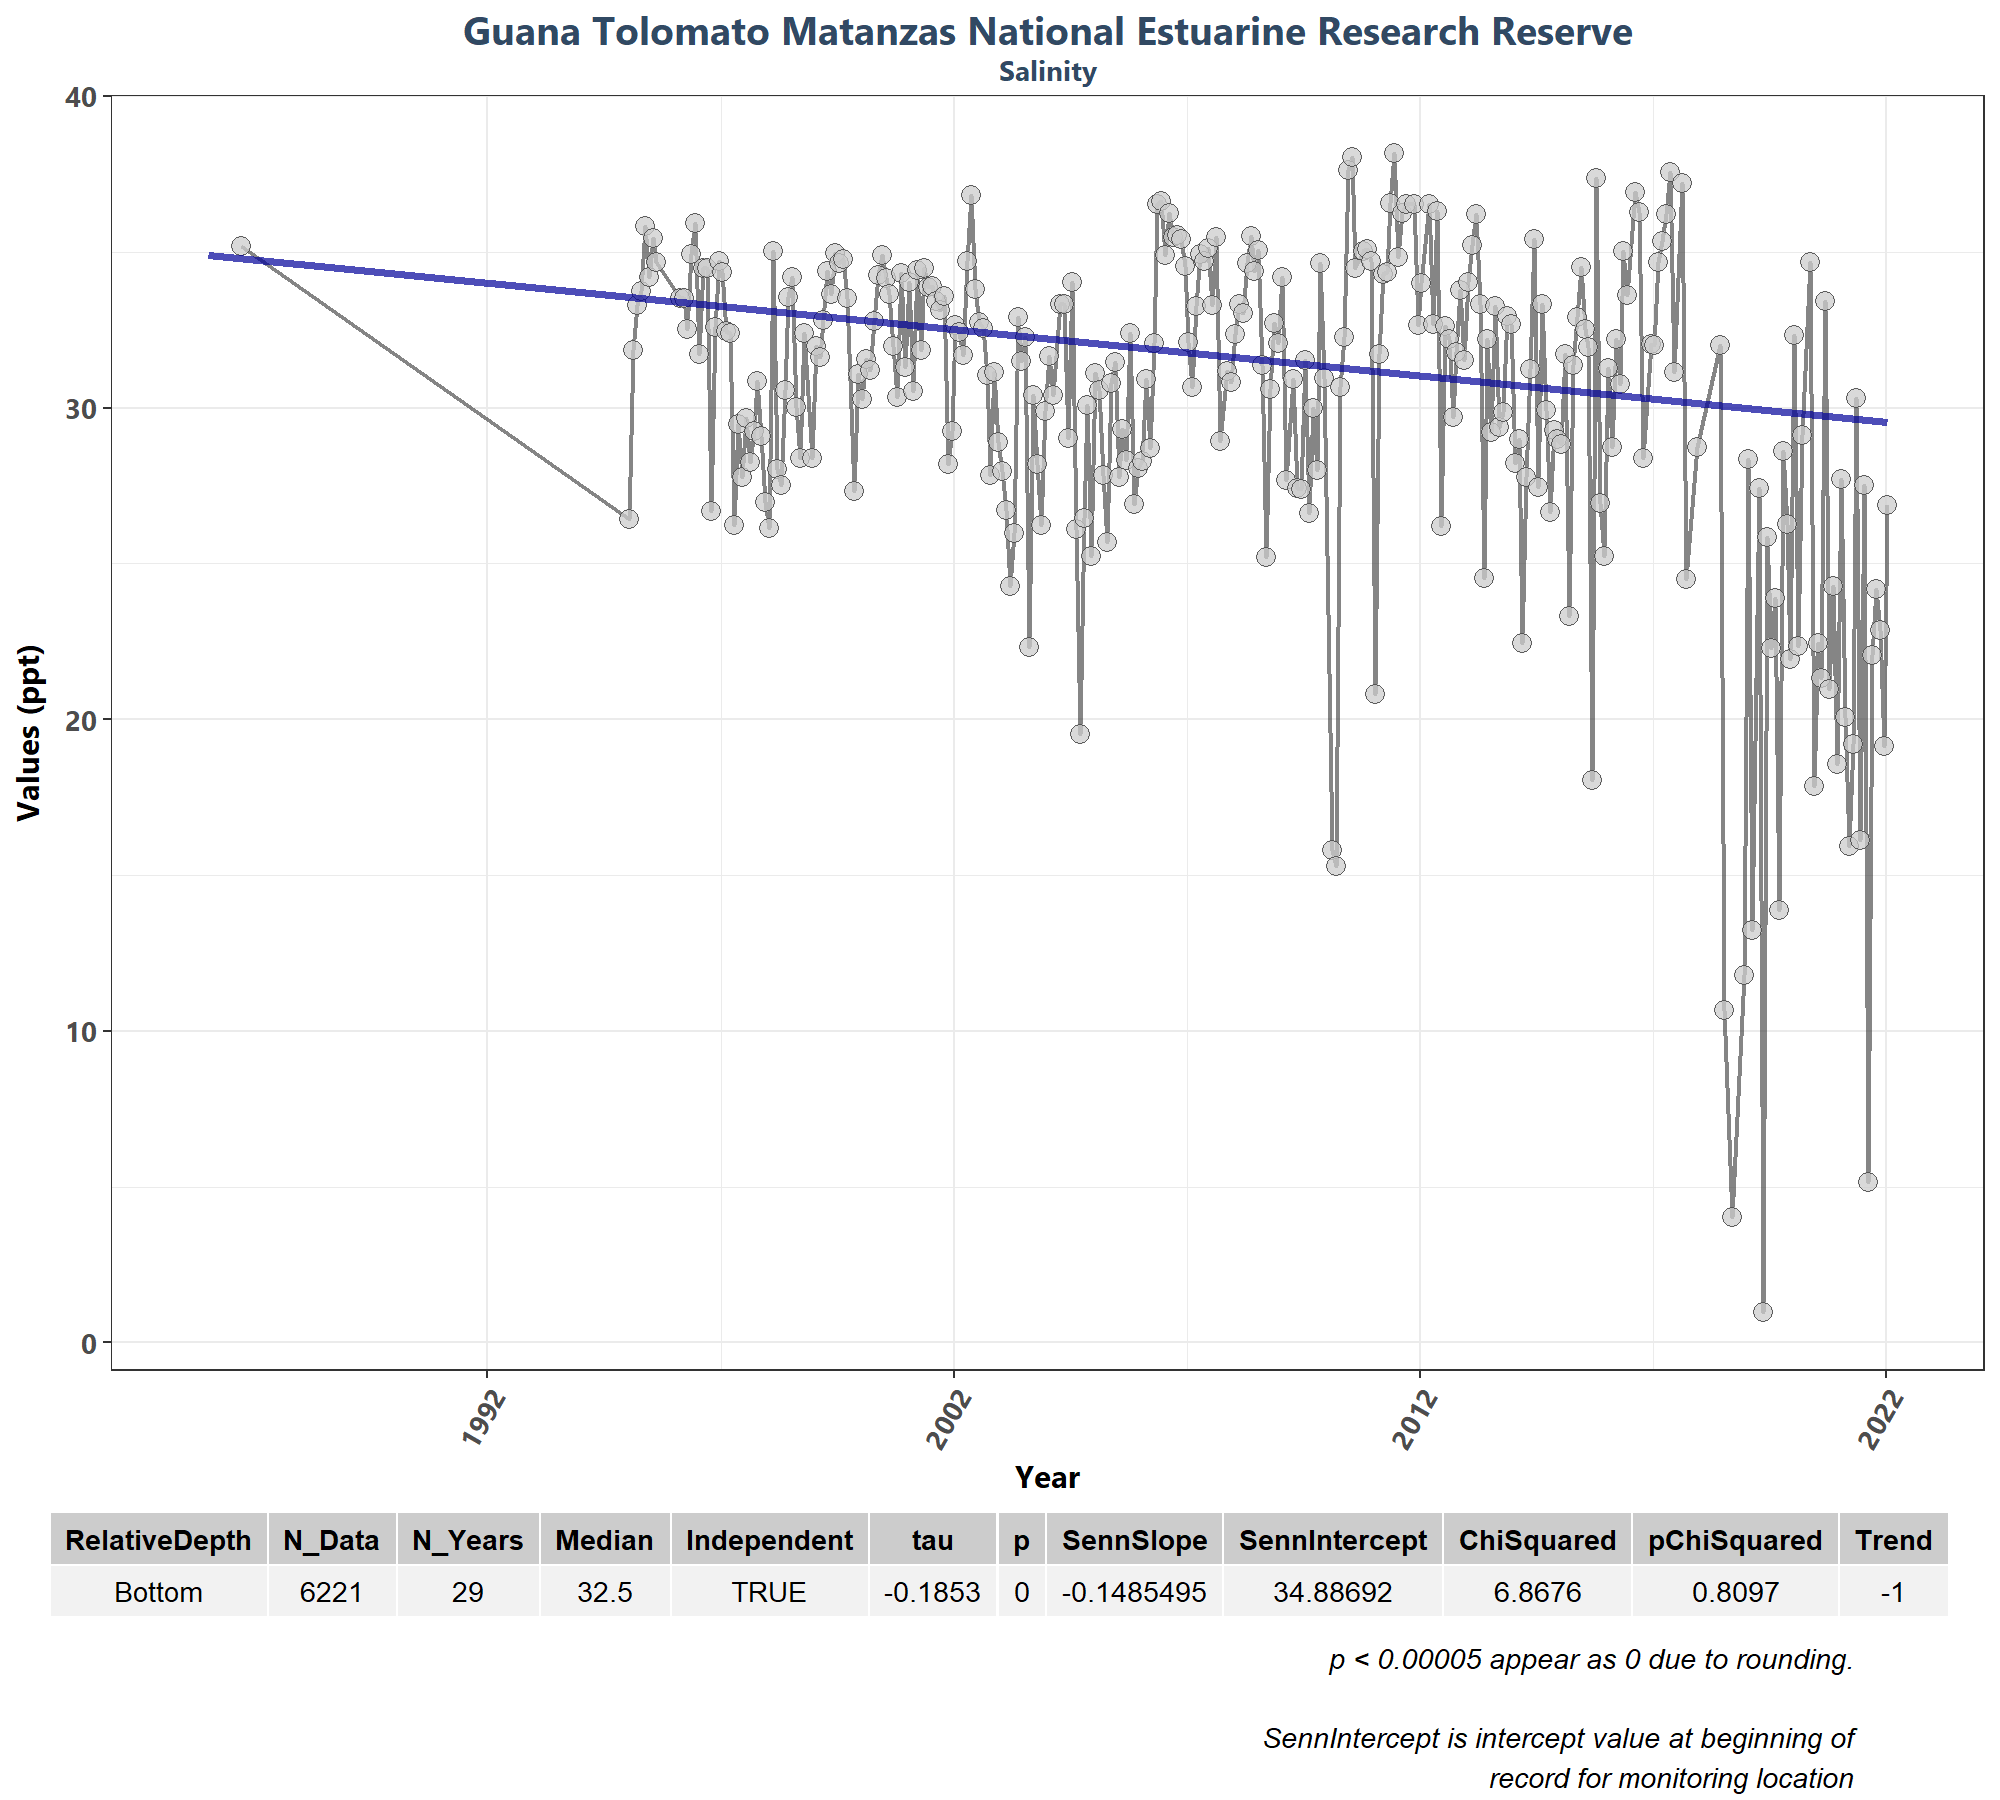 Guana Tolomato Matanzas National Estuarine Research Reserve
Salinity
40
30
20
10
0
Values (ppt)
1992 2002 2012 2022
Year
RelativeDepth N_Data N_Years Median Independent tau p SennSlope SennIntercept ChiSquared pChiSquared Trend
Bottom 6221 29 32.5 TRUE -0.1853 0 -0.1485495 34.88692 6.8676 0.8097 -1
p < 0.00005 appear as 0 due to rounding.
SennIntercept is intercept value at beginning of
record for monitoring location